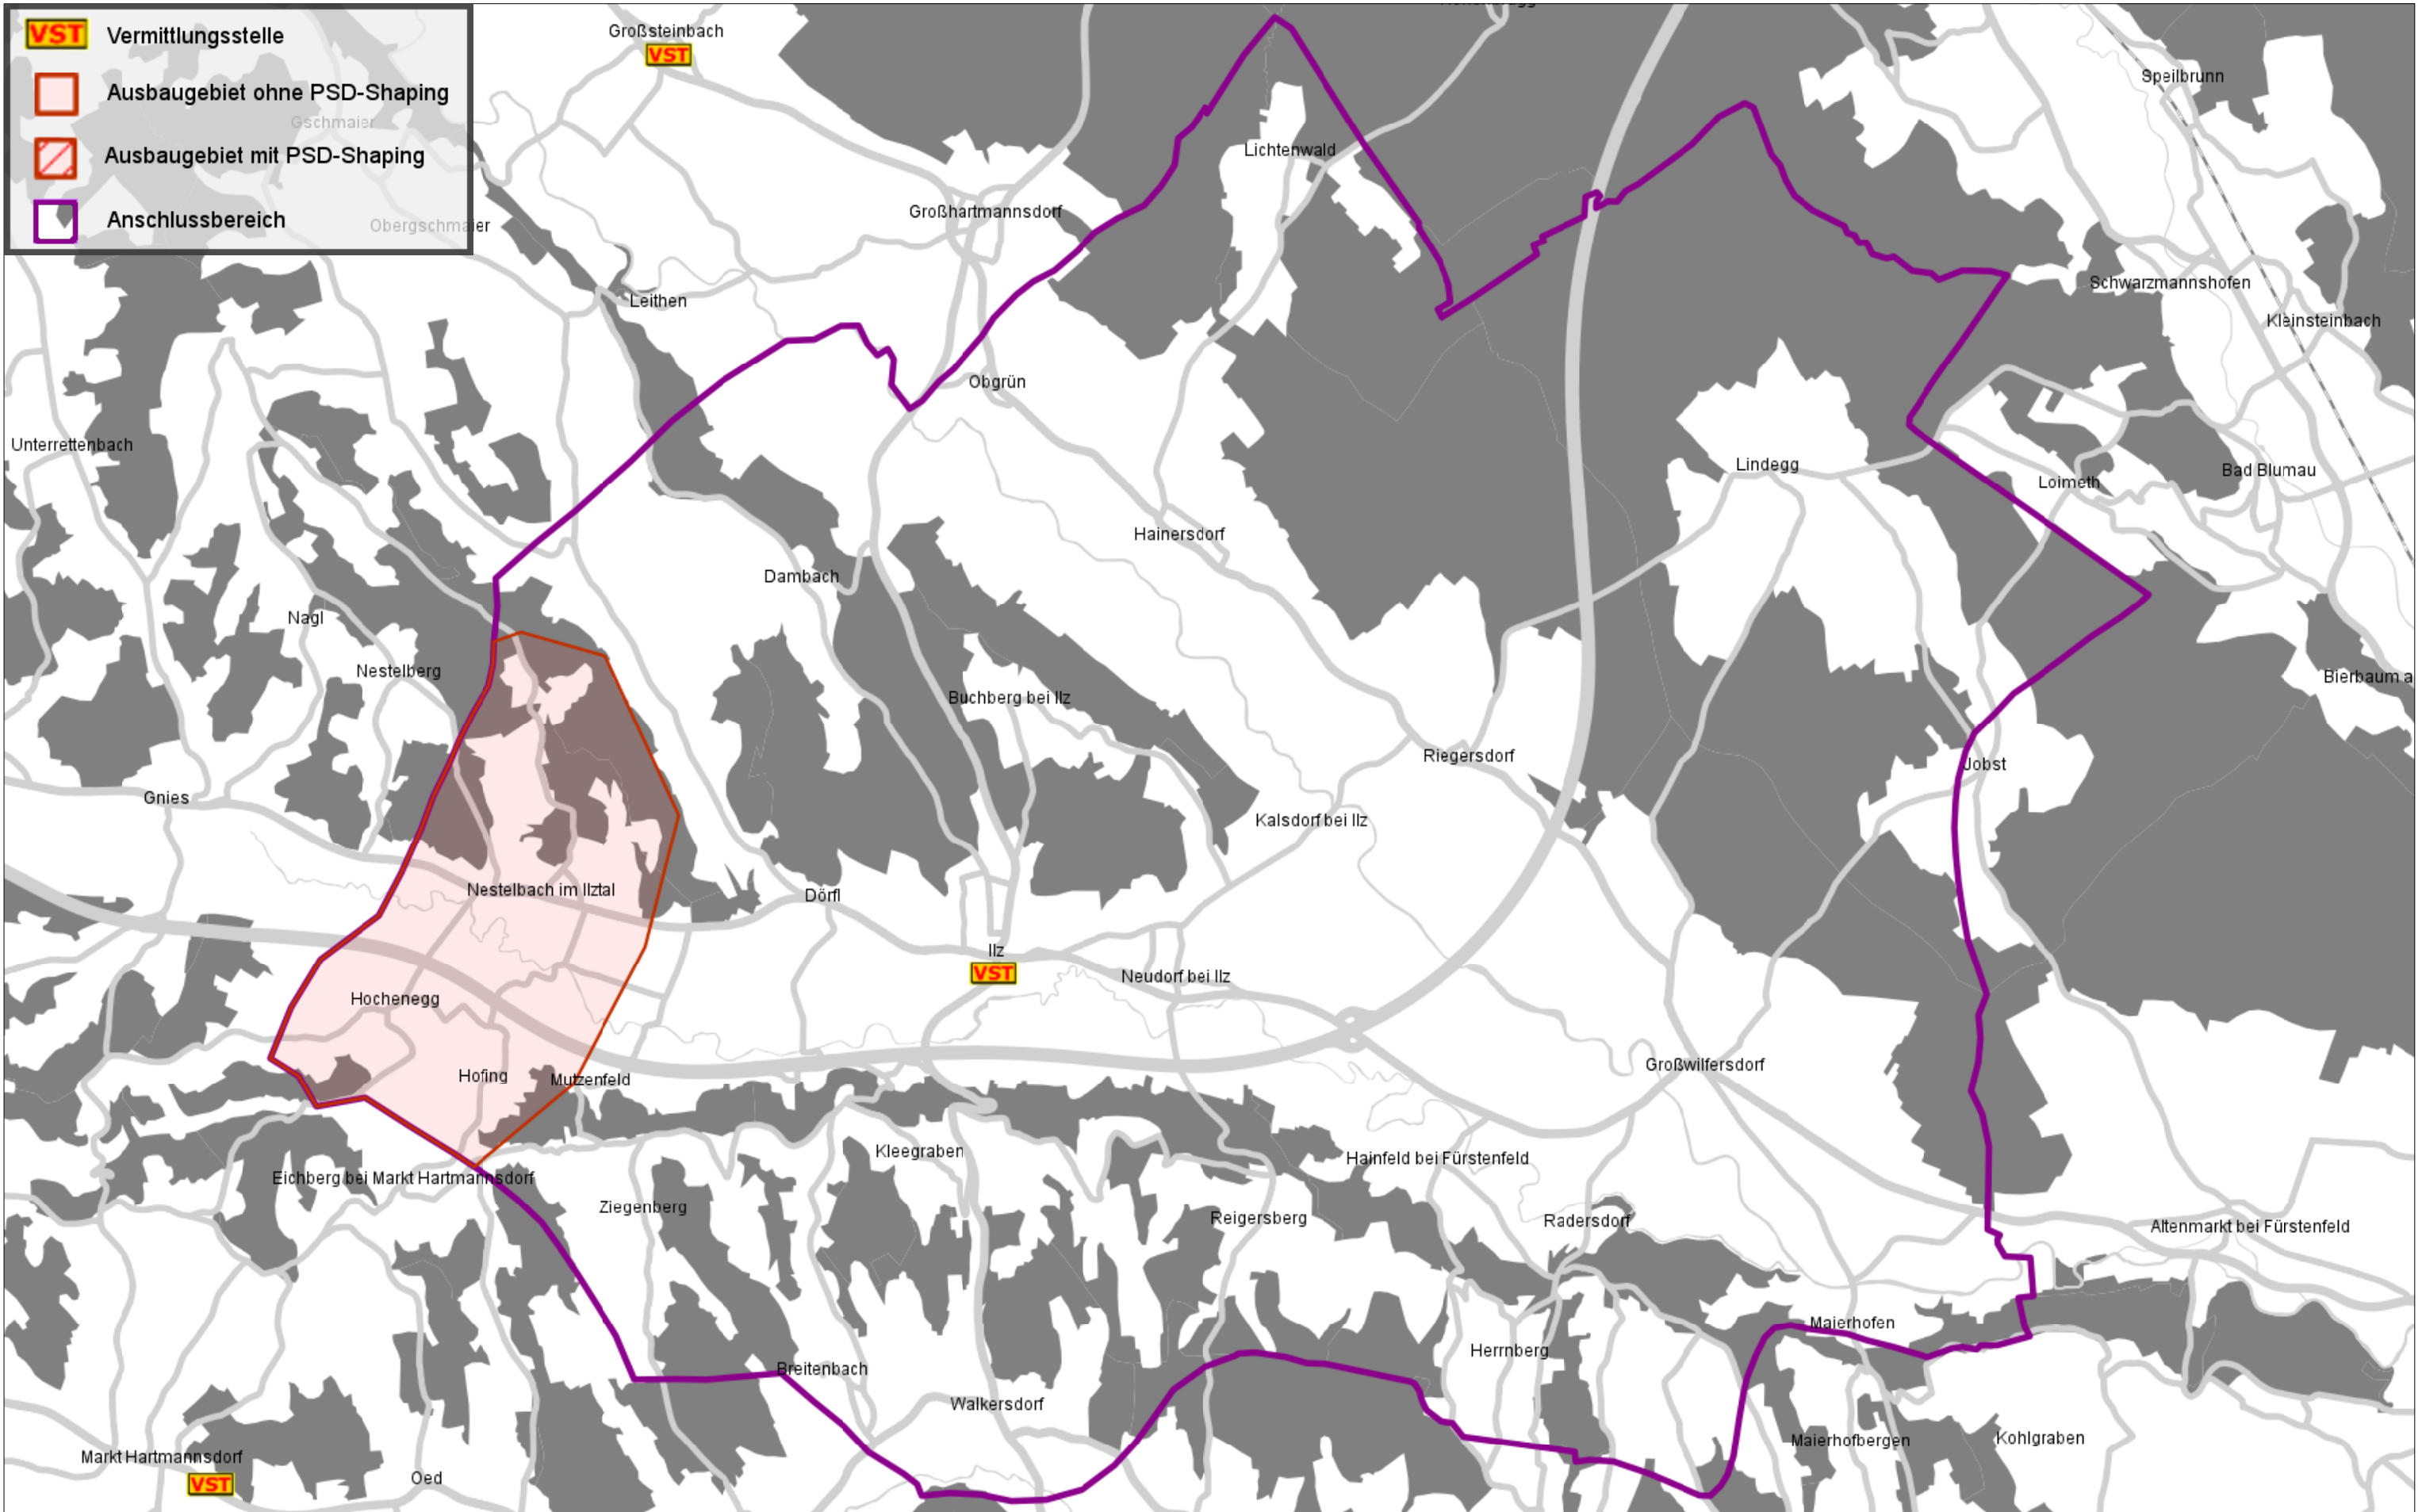 VST Vermittlungsstelle
Ausbaugebiet ohne PSD-Shaping
Gschmaier
Ausbaugebiet mit PSD-Shaping
Anschlussbereich
Obergschmaier
Großsteinbach
VST
Speilbrunn
Lichtenwald
Großhartmannsdorf
Leithen
Schwarzmannshofen
Kleinsteinbach
Obgrün
Unterrettenbach
Lindegg
Bad Blumau
Loimeth
Hainersdorf
Dambach
Nagl
Nestelberg
Bierbaum a
Buchberg bei Ilz
Riegersdorf
Jobst
Gnies
Kalsdorf bei Ilz
Nestelbach im Ilztal
Dörfl
Ilz
VST
Neudorf bei Ilz
Hochenegg
Großwilfersdorf
Hofing
Mutzenfeld
Kleegraben
Hainfeld bei Fürstenfeld
Eichberg bei Markt Hartmannsdorf
Ziegenberg
Reigersberg
Radersdorf
Altenmarkt bei Fürstenfeld
Maierhofen
Herrnberg
Breitenbach
Walkersdorf
Kohlgraben
Maierhofbergen
Markt Hartmannsdorf
VST
Oed